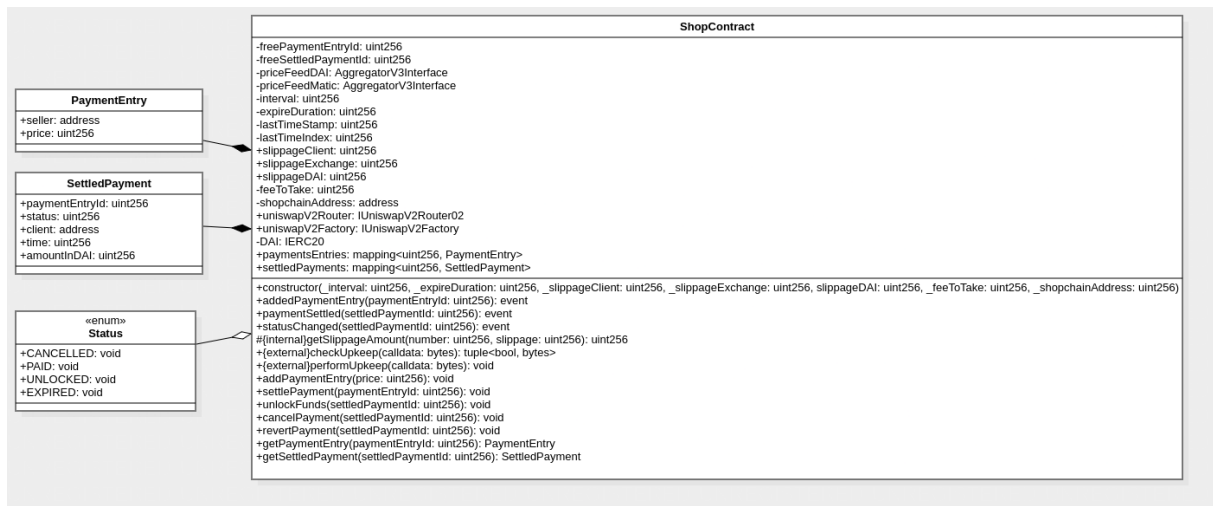 PaymentEntry
+seller: address
+price: uint256
SettledPayment
+paymentEntryId: uint256
+status: uint256
+client: address
+time: uint256
+amountInDAI: uint256
«enum»
Status
+CANCELLED: void
+PAID: void
+UNLOCKED: void
+EXPIRED: void
ShopContract
-freePaymentEntryId: uint256
-freeSettledPaymentId: uint256
-priceFeedDAI: AggregatorV3Interface
-priceFeedMatic: AggregatorV3Interface
-interval: uint256
-expireDuration: uint256
-lastTimeStamp: uint256
-lastTimeIndex: uint256
+slippageClient: uint256
+slippageExchange: uint256
+slippageDAI: uint256
-feeToTake: uint256
-shopchainAddress: address
+uniswapV2Router: IUniswapV2Router02
+uniswapV2Factory: IUniswapV2Factory
-DAI: IERC20
+paymentsEntries: mapping<uint256, PaymentEntry>
+settledPayments: mapping<uint256, SettledPayment>
+constructor(_interval: uint256, _expireDuration: uint256, _slippageClient: uint256, _slippageExchange: uint256, slippageDAI: uint256, _feeToTake: uint256, _shopchainAddress: uint256)
+addedPaymentEntry(paymentEntryId: uint256): event
+paymentSettled(settledPaymentId: uint256): event
+statusChanged(settledPaymentId: uint256): event
#{internal}getSlippageAmount(number: uint256, slippage: uint256): uint256
+{external}checkUpkeep(calldata: bytes): tuple<bool, bytes>
+{external}performUpkeep(calldata: bytes): void
+addPaymentEntry(price: uint256): void
+settlePayment(paymentEntryId: uint256): void
+unlockFunds(settledPaymentId: uint256): void
+cancelPayment(settledPaymentId: uint256): void
+revertPayment(settledPaymentId: uint256): void
+getPaymentEntry(paymentEntryId: uint256): PaymentEntry
+getSettledPayment(settledPaymentId: uint256): SettledPayment